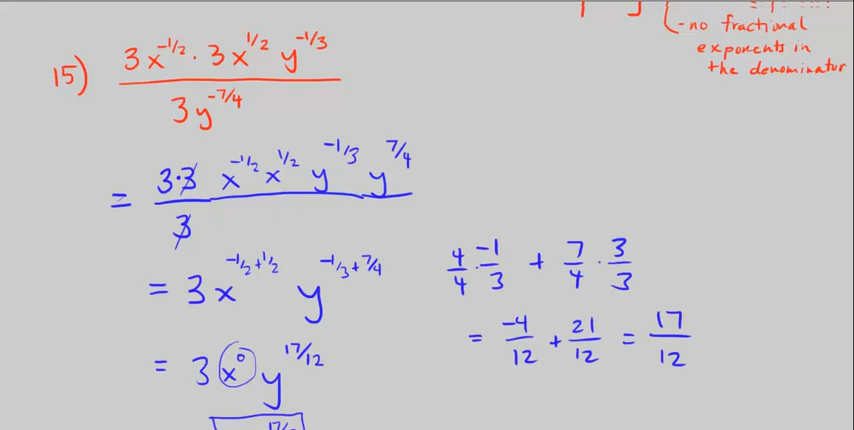 -no fractional
exponents in
the denominator
15) 3x^{-1/2} · 3x^{1/2} y^{-1/3}
3y^{-7/4}
= 3·3 x^{-1/2} x^{1/2} y^{-1/3} y^{7/4}
3
= 3x^{-1/2+1/2} y^{-1/3+7/4}
4/4 · -1/3 + 7/4 · 3/3
= -4/12 + 21/12 = 17/12
= 3x^0 y^{17/12}